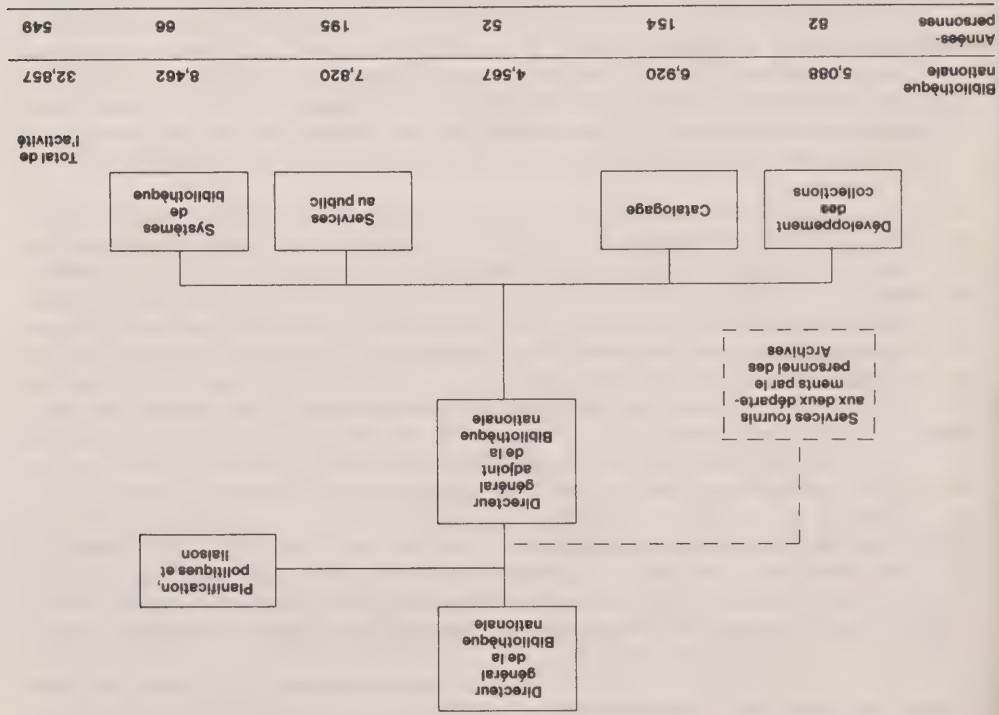 Directeur
général
de la
Bibliothèque
nationale
Planification,
politiques et
liaison
Directeur
général
adjoint
de la
Bibliothèque
nationale
Services fournis
aux deux départe-
ments par le
personnel des
Archives
Développement
des
collections
Catalogage
Services
au public
Systèmes
de
bibliothèque
Total de
l'activité
Bibliothèque
nationale 5,088 6,920 4,567 7,820 8,462 32,857
Années-
personnes 82 154 52 195 66 549